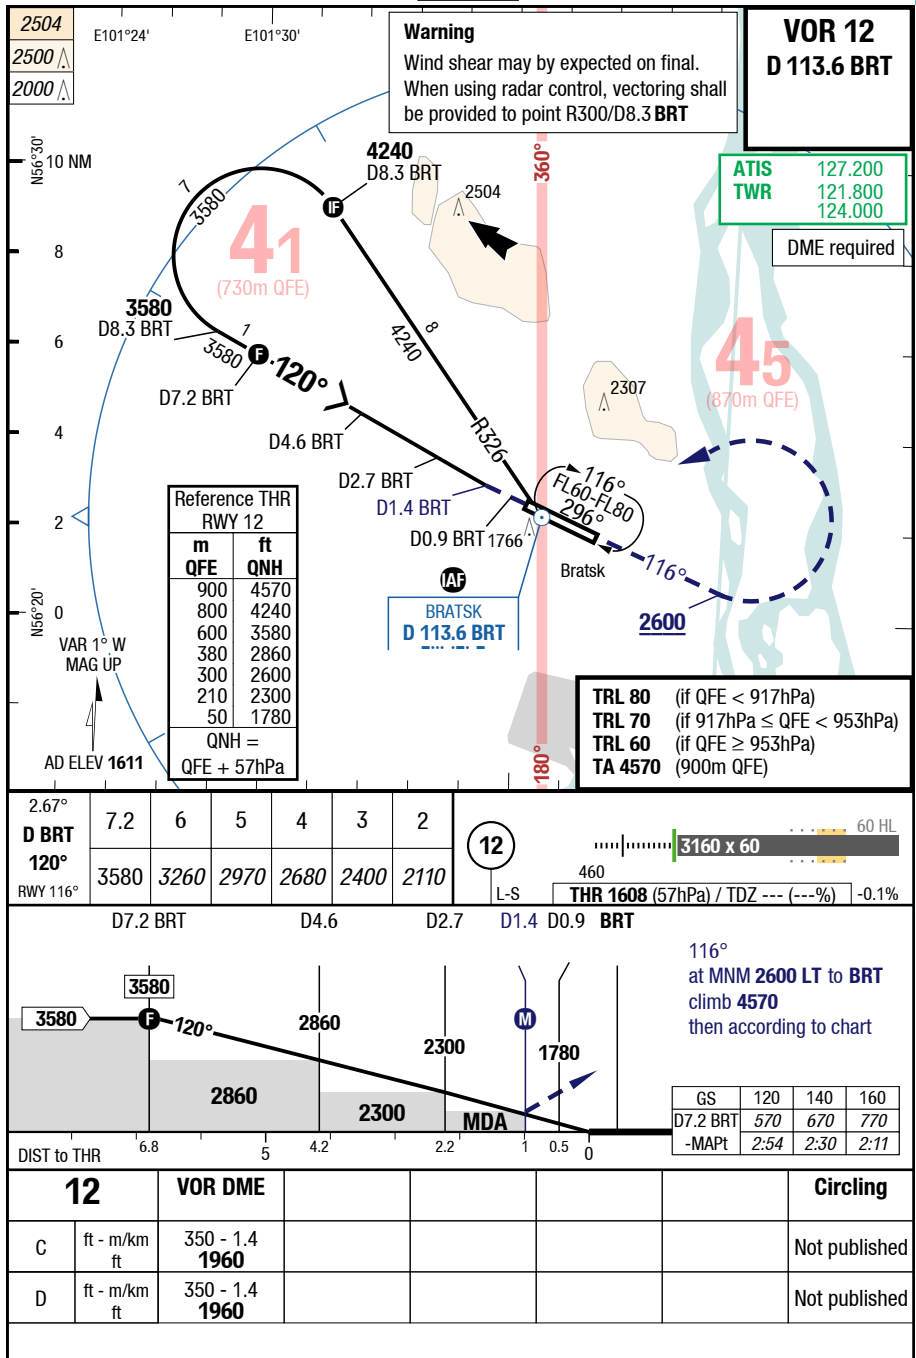 2504
2500
2000
E101°24'
E101°30'
Warning
Wind shear may by expected on final.
When using radar control, vectoring shall
be provided to point R300/D8.3 BRT
VOR 12
D 113.6 BRT
ATIS 127.200
TWR 121.800
124.000
DME required
N56°30'
10 NM
8
6
4
2
0
N56°20'
4240
D8.3 BRT
IF
7
3580
41
(730m QFE)
360°
2504
3580
D8.3 BRT
1
3580
F
120°
D7.2 BRT
8
4240
R326
45
(870m QFE)
2307
D4.6 BRT
D2.7 BRT
D1.4 BRT
D0.9 BRT
1766
116°
FL60-FL80
296°
Bratsk
116°
2600
IAF
BRATSK
D 113.6 BRT
Reference THR
RWY 12
m ft
QFE QNH
900 4570
800 4240
600 3580
380 2860
300 2600
210 2300
50 1780
QNH =
QFE + 57hPa
VAR 1° W
MAG UP
AD ELEV 1611
180°
TRL 80 (if QFE < 917hPa)
TRL 70 (if 917hPa ≤ QFE < 953hPa)
TRL 60 (if QFE ≥ 953hPa)
TA 4570 (900m QFE)
2.67°
D BRT 7.2 6 5 4 3 2
120° 3580 3260 2970 2680 2400 2110
RWY 116°
12
L-S
460
3160 x 60
60 HL
THR 1608 (57hPa) / TDZ --- (---%) -0.1%
D7.2 BRT D4.6 D2.7 D1.4 D0.9 BRT
116°
at MNM 2600 LT to BRT
climb 4570
then according to chart
3580
3580
F
120°
2860
M
2300
1780
2860
2300
MDA
GS 120 140 160
D7.2 BRT 570 670 770
-MAPt 2:54 2:30 2:11
DIST to THR 6.8 5 4.2 2.2 1 0.5 0
12 VOR DME Circling
C ft - m/km 350 - 1.4 Not published
ft 1960
D ft - m/km 350 - 1.4 Not published
ft 1960